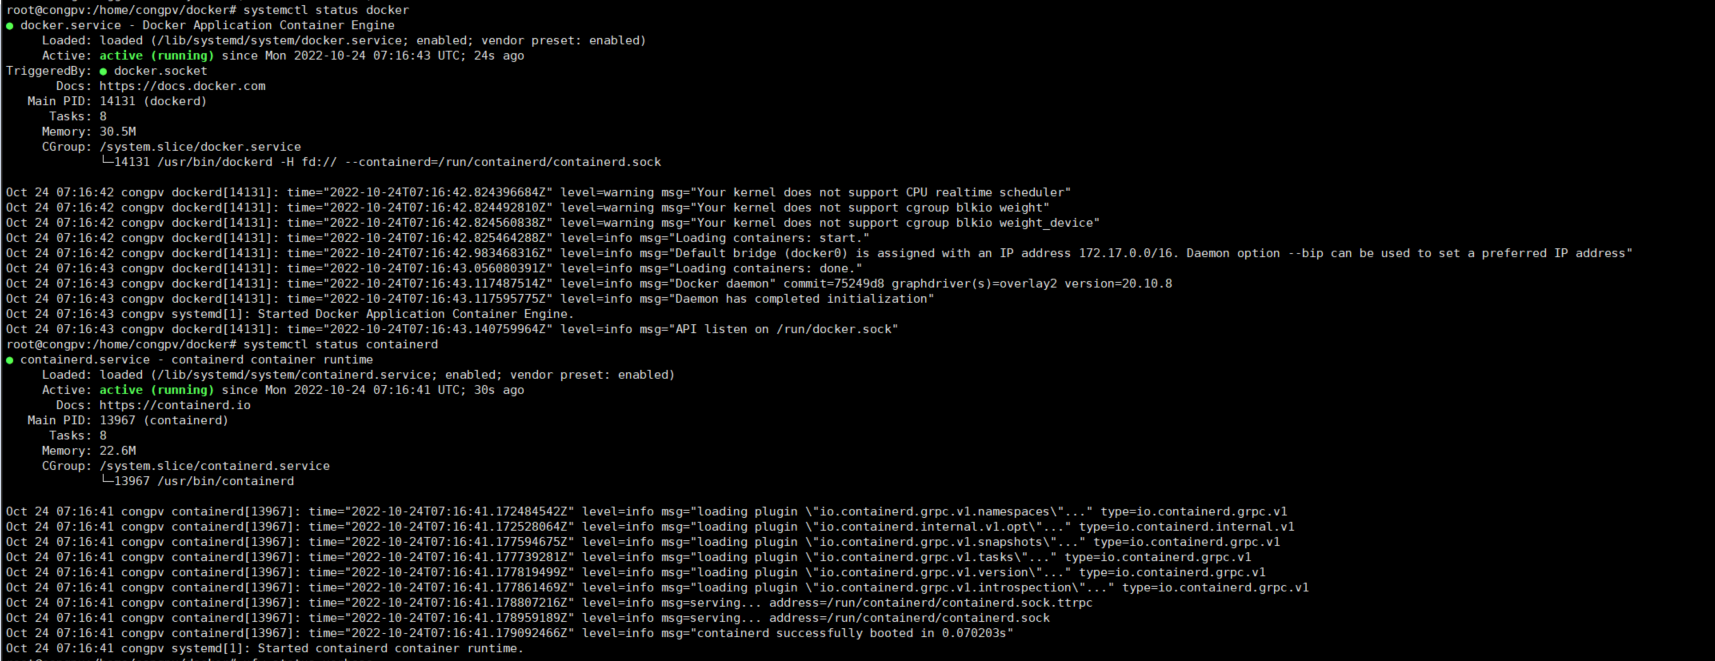 root@congpv:/home/congpv/docker# systemctl status docker
● docker.service - Docker Application Container Engine
Loaded: loaded (/lib/systemd/system/docker.service; enabled; vendor preset: enabled)
Active: active (running) since Mon 2022-10-24 07:16:43 UTC; 24s ago
TriggeredBy: ● docker.socket
Docs: https://docs.docker.com
Main PID: 14131 (dockerd)
Tasks: 8
Memory: 30.5M
CGroup: /system.slice/docker.service
└─14131 /usr/bin/dockerd -H fd:// --containerd=/run/containerd/containerd.sock
Oct 24 07:16:42 congpv dockerd[14131]: time="2022-10-24T07:16:42.824396684Z" level=warning msg="Your kernel does not support CPU realtime scheduler"
Oct 24 07:16:42 congpv dockerd[14131]: time="2022-10-24T07:16:42.824492810Z" level=warning msg="Your kernel does not support cgroup blkio weight"
Oct 24 07:16:42 congpv dockerd[14131]: time="2022-10-24T07:16:42.824560838Z" level=warning msg="Your kernel does not support cgroup blkio weight_device"
Oct 24 07:16:42 congpv dockerd[14131]: time="2022-10-24T07:16:42.825464288Z" level=info msg="Loading containers: start."
Oct 24 07:16:42 congpv dockerd[14131]: time="2022-10-24T07:16:42.983468316Z" level=info msg="Default bridge (docker0) is assigned with an IP address 172.17.0.0/16. Daemon option --bip can be used to set a preferred IP address"
Oct 24 07:16:43 congpv dockerd[14131]: time="2022-10-24T07:16:43.056080391Z" level=info msg="Loading containers: done."
Oct 24 07:16:43 congpv dockerd[14131]: time="2022-10-24T07:16:43.117487514Z" level=info msg="Docker daemon" commit=75249d8 graphdriver(s)=overlay2 version=20.10.8
Oct 24 07:16:43 congpv dockerd[14131]: time="2022-10-24T07:16:43.117595775Z" level=info msg="Daemon has completed initialization"
Oct 24 07:16:43 congpv systemd[1]: Started Docker Application Container Engine.
Oct 24 07:16:43 congpv dockerd[14131]: time="2022-10-24T07:16:43.140759964Z" level=info msg="API listen on /run/docker.sock"
root@congpv:/home/congpv/docker# systemctl status containerd
● containerd.service - containerd container runtime
Loaded: loaded (/lib/systemd/system/containerd.service; enabled; vendor preset: enabled)
Active: active (running) since Mon 2022-10-24 07:16:41 UTC; 30s ago
Docs: https://containerd.io
Main PID: 13967 (containerd)
Tasks: 8
Memory: 22.6M
CGroup: /system.slice/containerd.service
└─13967 /usr/bin/containerd
Oct 24 07:16:41 congpv containerd[13967]: time="2022-10-24T07:16:41.172484542Z" level=info msg="loading plugin \"io.containerd.grpc.v1.namespaces\"..." type=io.containerd.grpc.v1
Oct 24 07:16:41 congpv containerd[13967]: time="2022-10-24T07:16:41.172528064Z" level=info msg="loading plugin \"io.containerd.internal.v1.opt\"..." type=io.containerd.internal.v1
Oct 24 07:16:41 congpv containerd[13967]: time="2022-10-24T07:16:41.177594675Z" level=info msg="loading plugin \"io.containerd.grpc.v1.snapshots\"..." type=io.containerd.grpc.v1
Oct 24 07:16:41 congpv containerd[13967]: time="2022-10-24T07:16:41.177739281Z" level=info msg="loading plugin \"io.containerd.grpc.v1.tasks\"..." type=io.containerd.grpc.v1
Oct 24 07:16:41 congpv containerd[13967]: time="2022-10-24T07:16:41.177819499Z" level=info msg="loading plugin \"io.containerd.grpc.v1.version\"..." type=io.containerd.grpc.v1
Oct 24 07:16:41 congpv containerd[13967]: time="2022-10-24T07:16:41.177861469Z" level=info msg="loading plugin \"io.containerd.grpc.v1.introspection\"..." type=io.containerd.grpc.v1
Oct 24 07:16:41 congpv containerd[13967]: time="2022-10-24T07:16:41.178807216Z" level=info msg=serving... address=/run/containerd/containerd.sock.ttrpc
Oct 24 07:16:41 congpv containerd[13967]: time="2022-10-24T07:16:41.178959189Z" level=info msg=serving... address=/run/containerd/containerd.sock
Oct 24 07:16:41 congpv containerd[13967]: time="2022-10-24T07:16:41.179092466Z" level=info msg="containerd successfully booted in 0.070203s"
Oct 24 07:16:41 congpv systemd[1]: Started containerd container runtime.